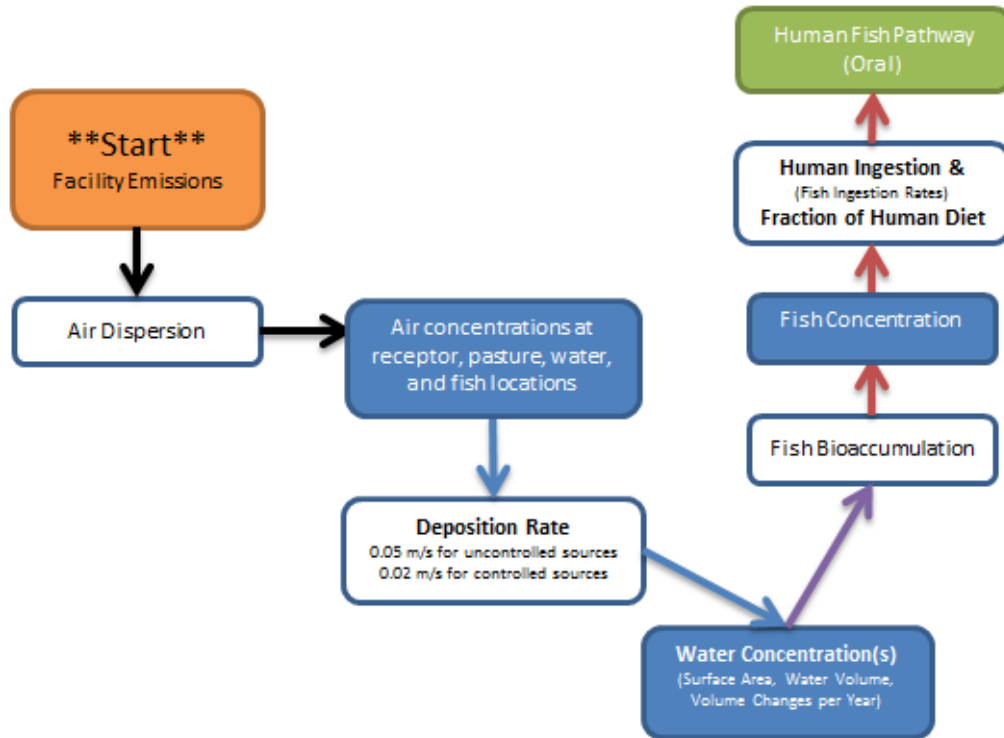 **Start**
Facility Emissions
Air Dispersion
Air concentrations at
receptor, pasture, water,
and fish locations
Deposition Rate
0.05 m/s for uncontrolled sources
0.02 m/s for controlled sources
Water Concentration(s)
(Surface Area, Water Volume,
Volume Changes per Year)
Fish Bioaccumulation
Fish Concentration
Human Ingestion &
(Fish Ingestion Rates)
Fraction of Human Diet
Human Fish Pathway
(Oral)